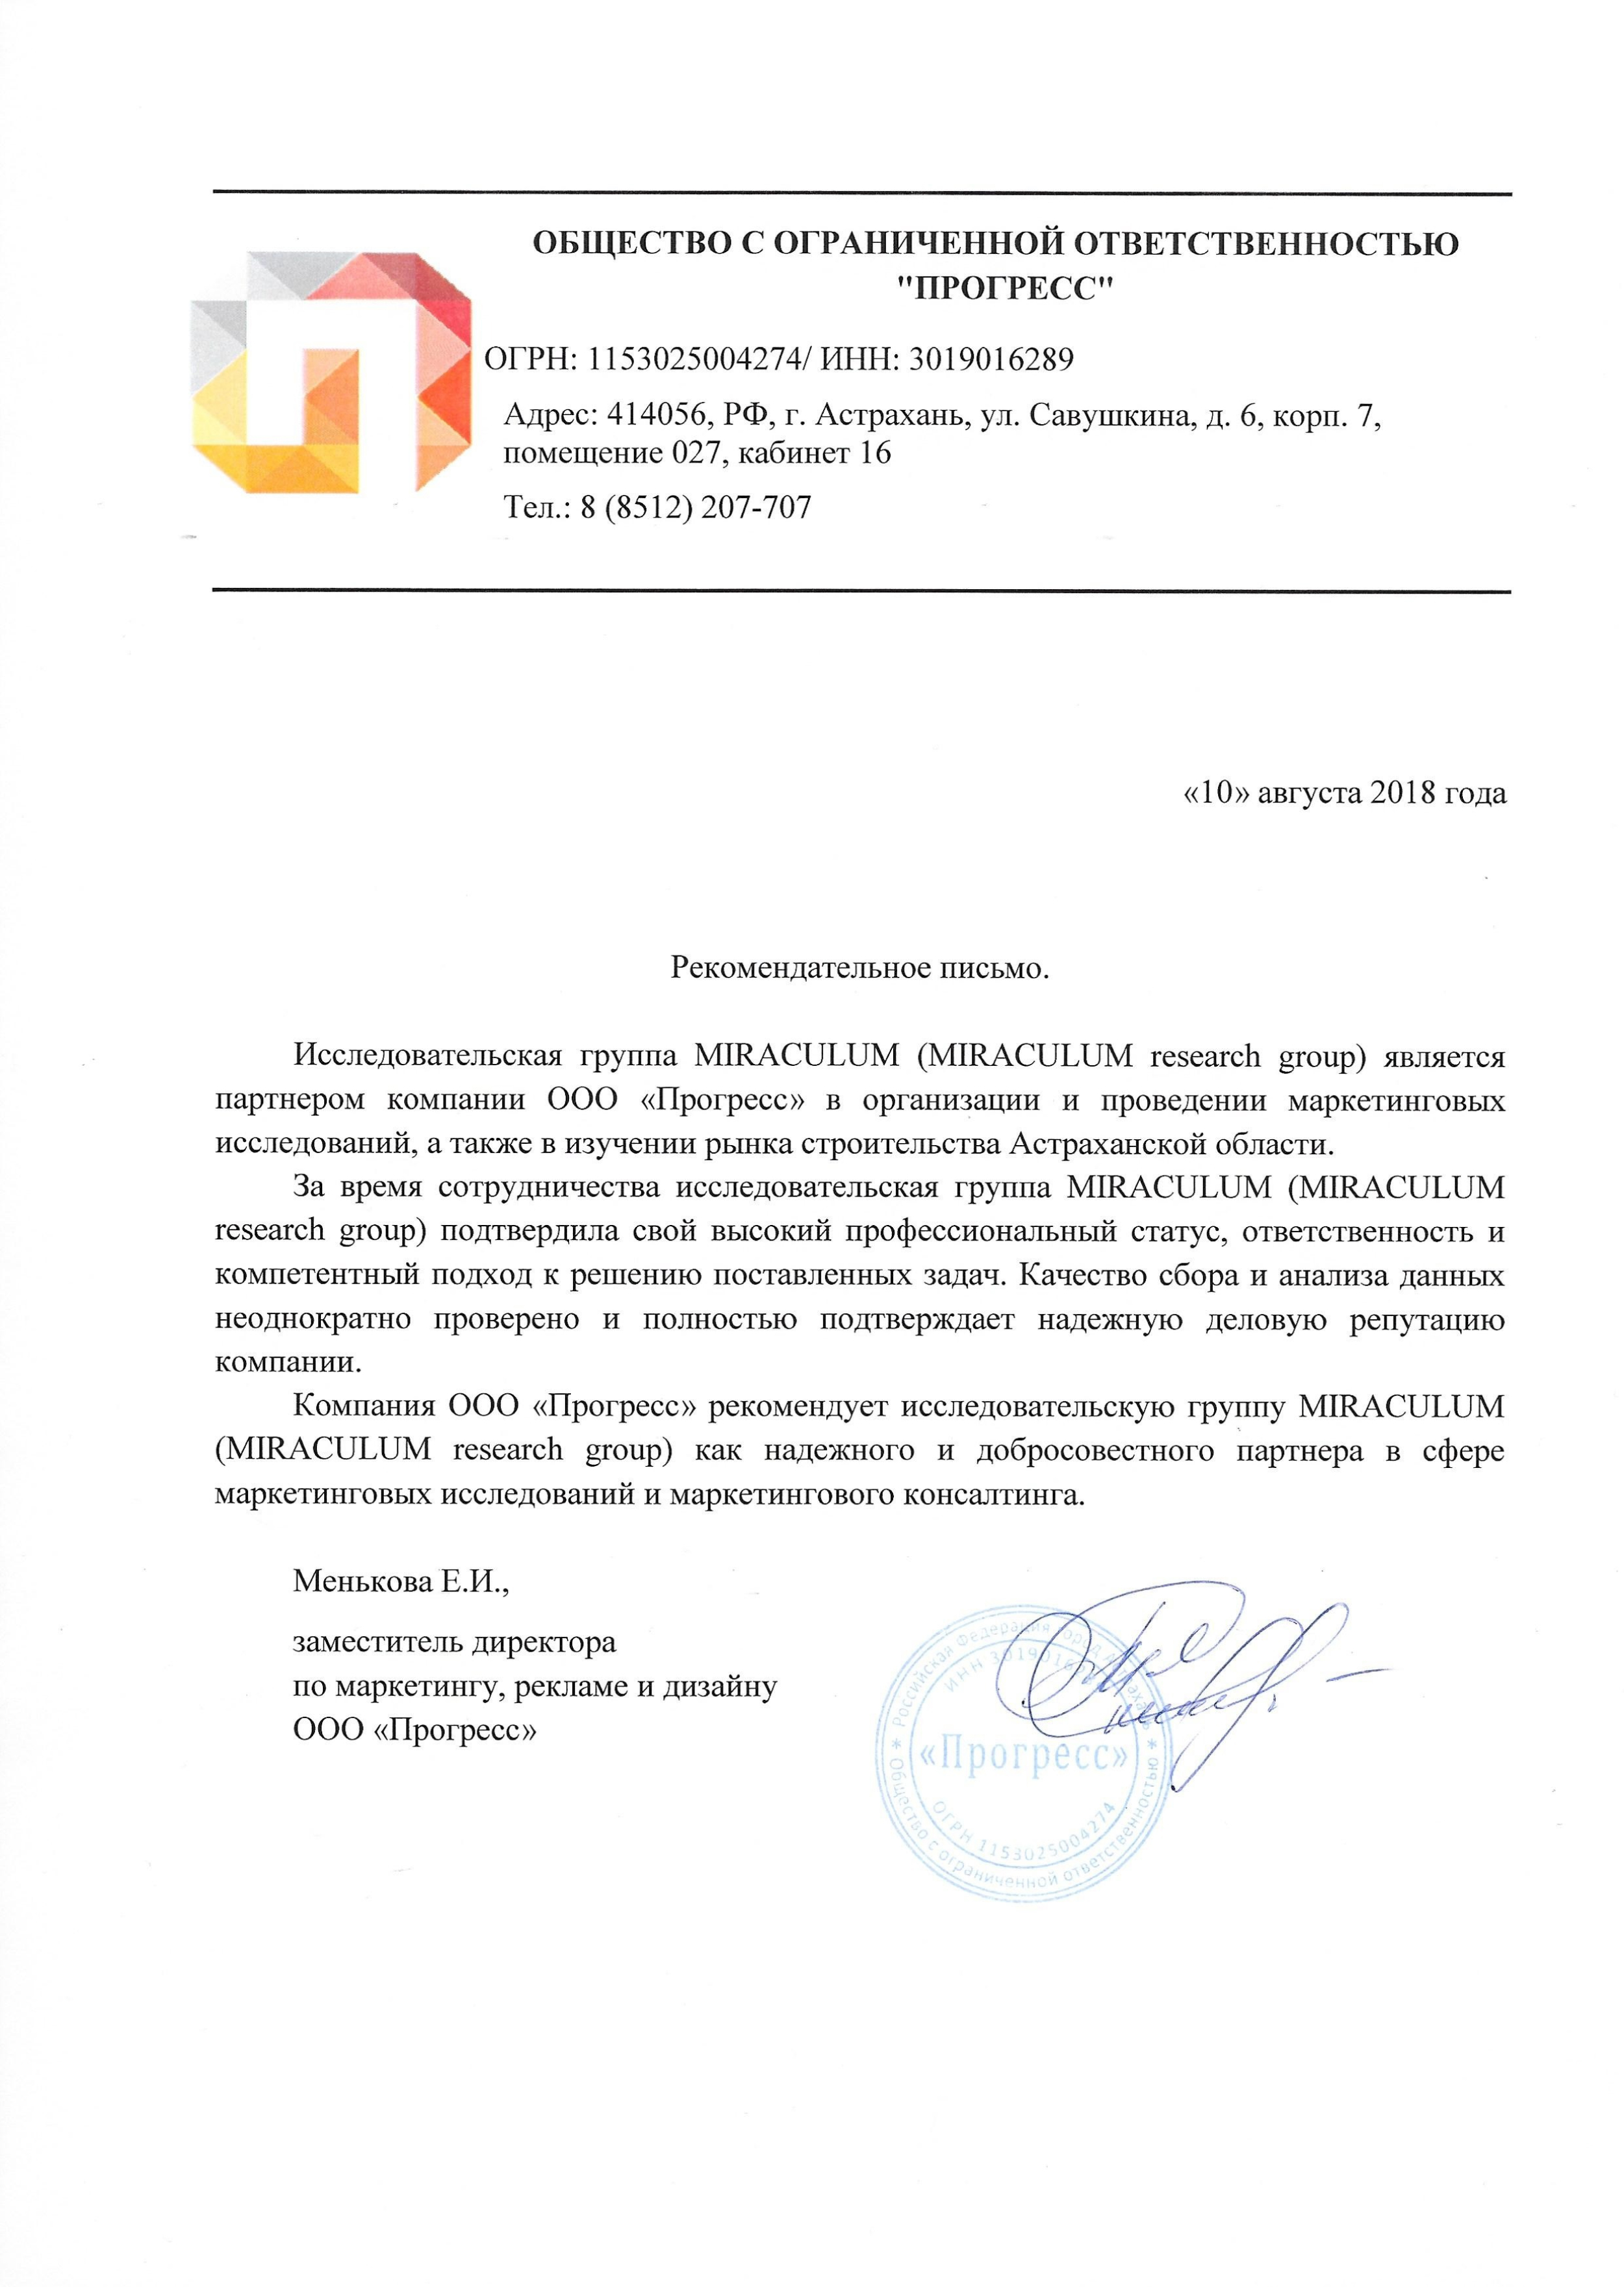 ОБЩЕСТВО С ОГРАНИЧЕННОЙ ОТВЕТСТВЕННОСТЬЮ
"ПРОГРЕСС"
ОГРН: 1153025004274/ ИНН: 3019016289
Адрес: 414056, РФ, г. Астрахань, ул. Савушкина, д. 6, корп. 7,
помещение 027, кабинет 16
Тел.: 8 (8512) 207-707
«10» августа 2018 года
Рекомендательное письмо.
Исследовательская группа MIRACULUM (MIRACULUM research group) является
партнером компании ООО «Прогресс» в организации и проведении маркетинговых
исследований, а также в изучении рынка строительства Астраханской области.
За время сотрудничества исследовательская группа MIRACULUM (MIRACULUM
research group) подтвердила свой высокий профессиональный статус, ответственность и
компетентный подход к решению поставленных задач. Качество сбора и анализа данных
неоднократно проверено и полностью подтверждает надежную деловую репутацию
компании.
Компания ООО «Прогресс» рекомендует исследовательскую группу MIRACULUM
(MIRACULUM research group) как надежного и добросовестного партнера в сфере
маркетинговых исследований и маркетингового консалтинга.
Менькова Е.И.,
заместитель директора
по маркетингу, рекламе и дизайну
ООО «Прогресс»
Российская Федерация город
ИНН
«Прогресс»
ОГРН 1153025004274
Общество с ограниченной ответственностью